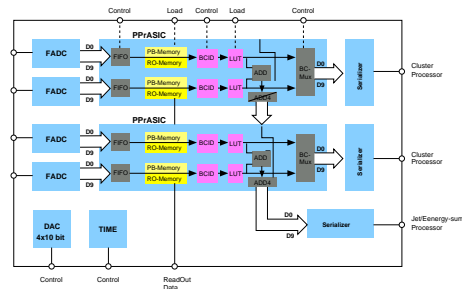 Control
Load
Control
Load
Control
PPrASIC
FADC
D0
D9
FIFO
PB-Memory
RO-Memory
BCID
LUT
ADD
BC-
Mux
D0
D9
Serializer
Cluster
Processor
FADC
D0
D9
FIFO
PB-Memory
RO-Memory
BCID
LUT
ADD4
PPrASIC
FADC
D0
D9
FIFO
PB-Memory
RO-Memory
BCID
LUT
ADD
BC-
Mux
D0
D9
Serializer
Cluster
Processor
FADC
D0
D9
FIFO
PB-Memory
RO-Memory
BCID
LUT
ADD4
DAC
4x10 bit
TIME
D0
D9
Serializer
Jet/Eenergy-sum
Processor
Control
Control
ReadOut
Data